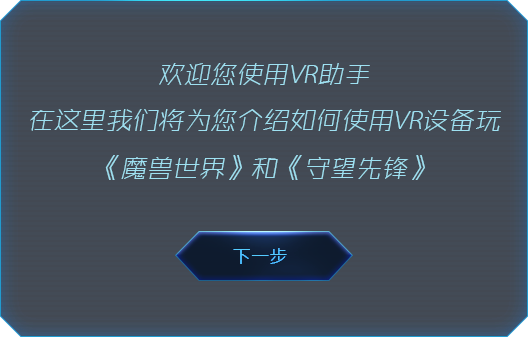 欢迎您使用VR助手
在这里我们将为您介绍如何使用VR设备玩
《魔兽世界》和《守望先锋》
下一步